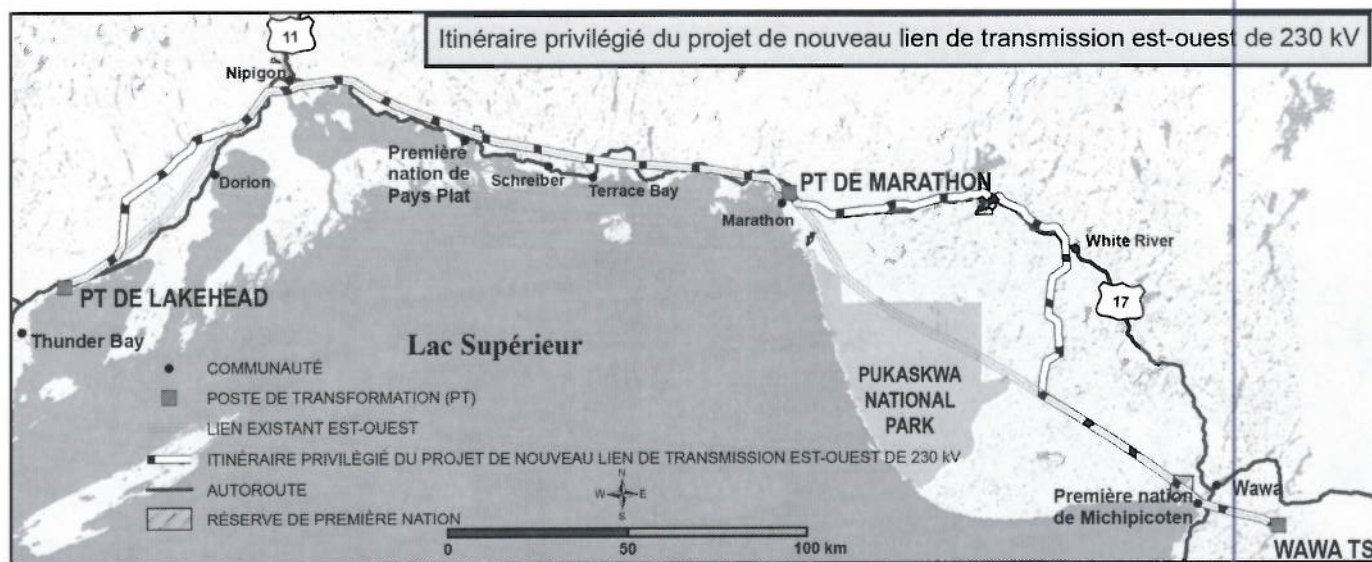 Itinéraire privilégié du projet de nouveau lien de transmission est-ouest de 230 kV
11
Nipigon
Dorion
Première
nation de
Pays Plat
Schreiber
Terrace Bay
PT DE MARATHON
Marathon
White River
17
PT DE LAKEHEAD
Thunder Bay
Lac Supérieur
PUKASKWA
NATIONAL
PARK
COMMUNAUTÉ
POSTE DE TRANSFORMATION (PT)
LIEN EXISTANT EST-OUEST
ITINÉRAIRE PRIVILÈGIÉ DU PROJET DE NOUVEAU LIEN DE TRANSMISSION EST-OUEST DE 230 kV
AUTOROUTE
RÉSERVE DE PREMIÈRE NATION
N
W E
S
0 50 100 km
Première nation
de Michipicoten
Wawa
WAWA TS